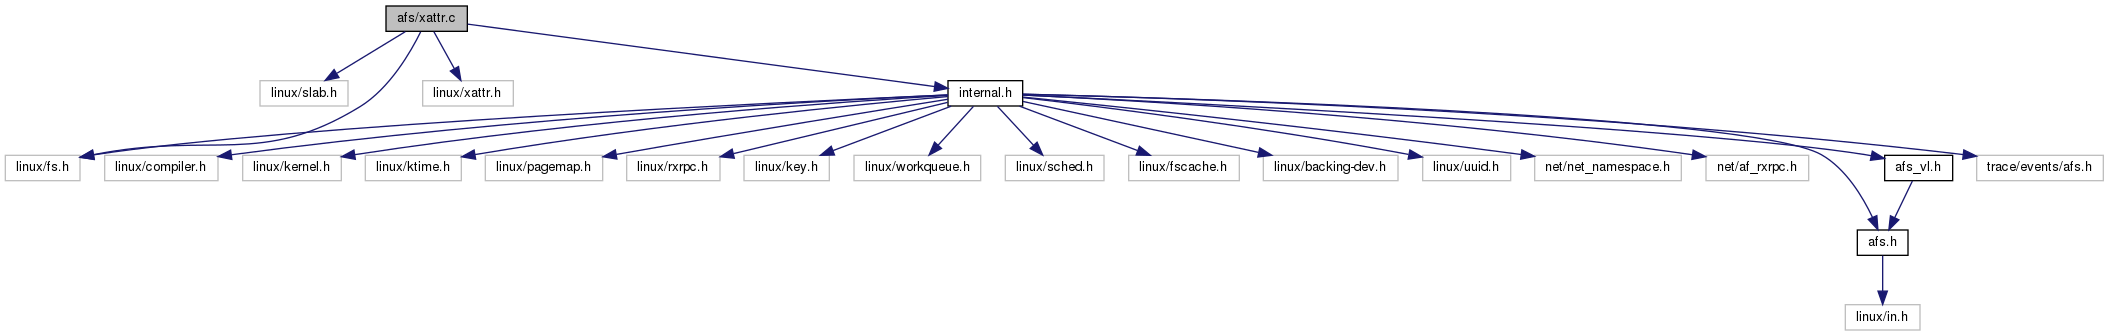 afs/xattr.c
linux/slab.h
linux/xattr.h
internal.h
linux/fs.h
linux/compiler.h
linux/kernel.h
linux/ktime.h
linux/pagemap.h
linux/rxrpc.h
linux/key.h
linux/workqueue.h
linux/sched.h
linux/fscache.h
linux/backing-dev.h
linux/uuid.h
net/net_namespace.h
net/af_rxrpc.h
afs_vl.h
trace/events/afs.h
afs.h
linux/in.h